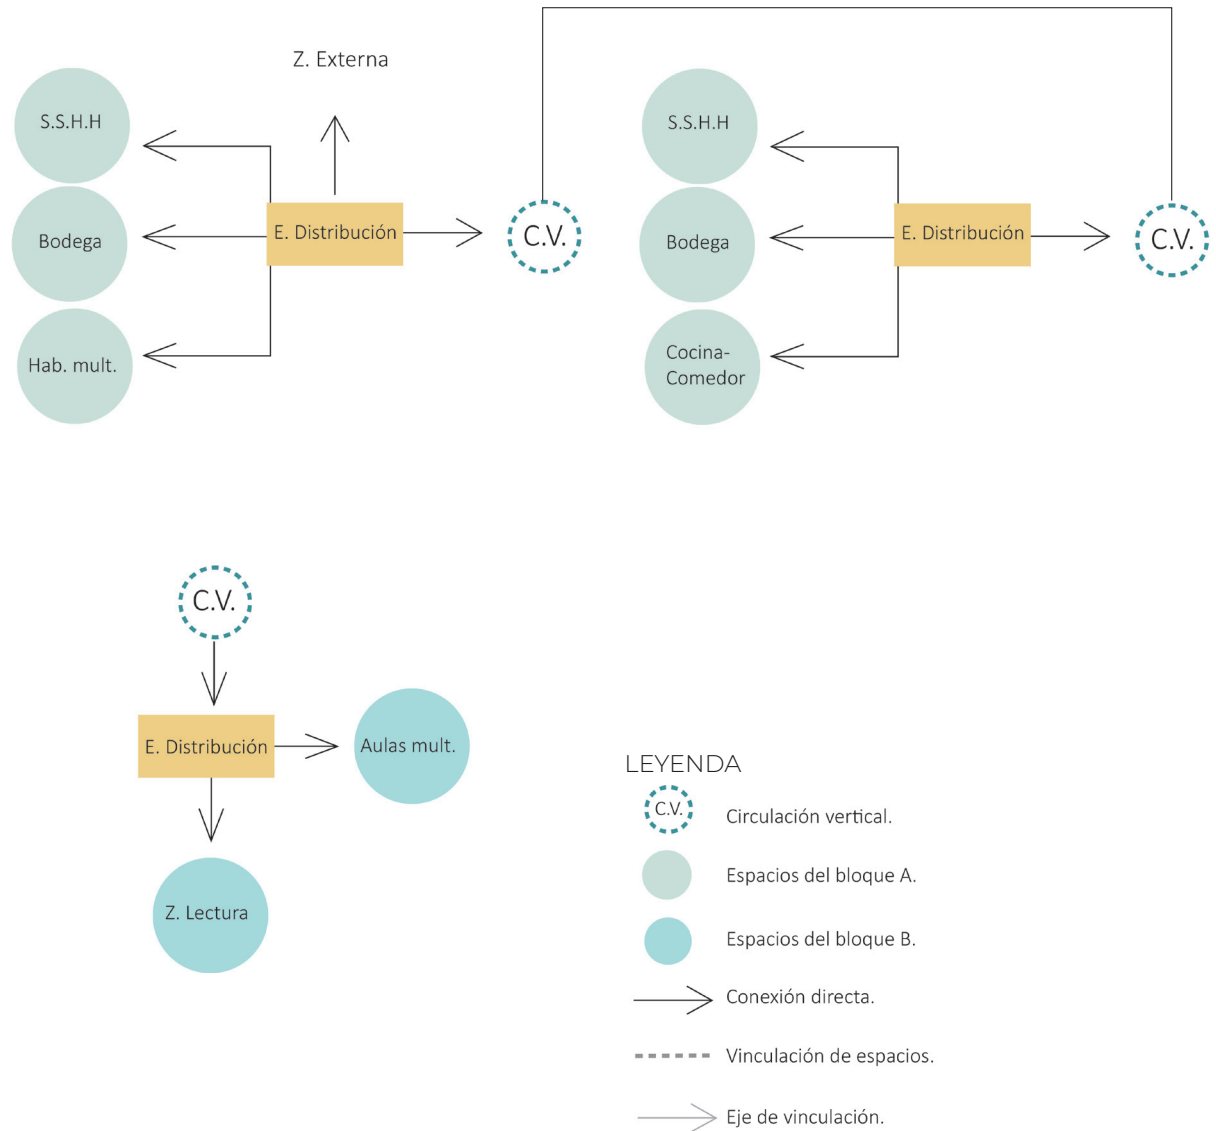 Z. Externa
S.S.H.H
Bodega
Hab. mult.
E. Distribución
C.V.
S.S.H.H
Bodega
Cocina-
Comedor
E. Distribución
C.V.
C.V.
E. Distribución
Aulas mult.
Z. Lectura
LEYENDA
C.V.
Circulación vertical.
Espacios del bloque A.
Espacios del bloque B.
Conexión directa.
Vinculación de espacios.
Eje de vinculación.